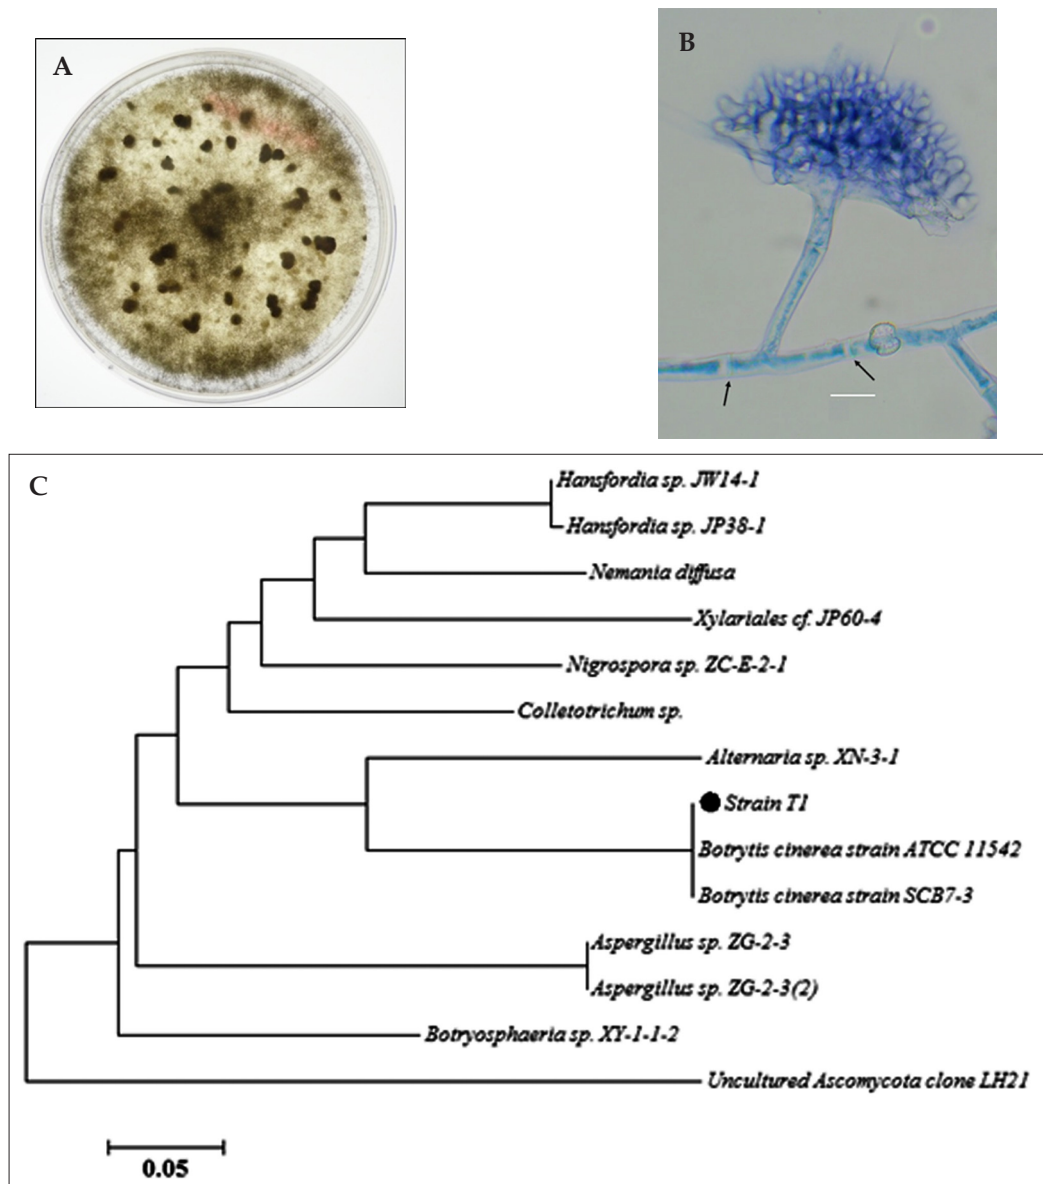 A
B
C
Hansfordia sp. JW14-1
Hansfordia sp. JP38-1
Nemania diffusa
Xylariales cf. JP60-4
Nigrospora sp. ZC-E-2-1
Colletotrichum sp.
Alternaria sp. XN-3-1
Strain T1
Botrytis cinerea strain ATCC 11542
Botrytis cinerea strain SCB7-3
Aspergillus sp. ZG-2-3
Aspergillus sp. ZG-2-3(2)
Botryosphaeria sp. XY-1-1-2
Uncultured Ascomycota clone LH21
0.05